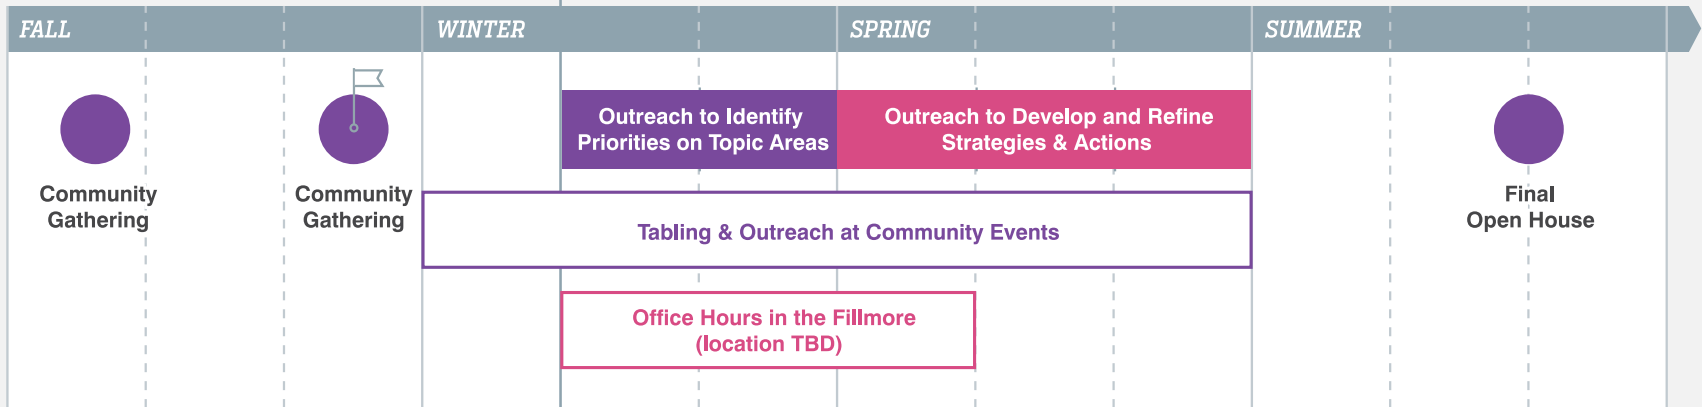 FALL
WINTER
SPRING
SUMMER
Community
Gathering
Community
Gathering
Outreach to Identify
Priorities on Topic Areas
Outreach to Develop and Refine
Strategies & Actions
Final
Open House
Tabling & Outreach at Community Events
Office Hours in the Fillmore
(location TBD)